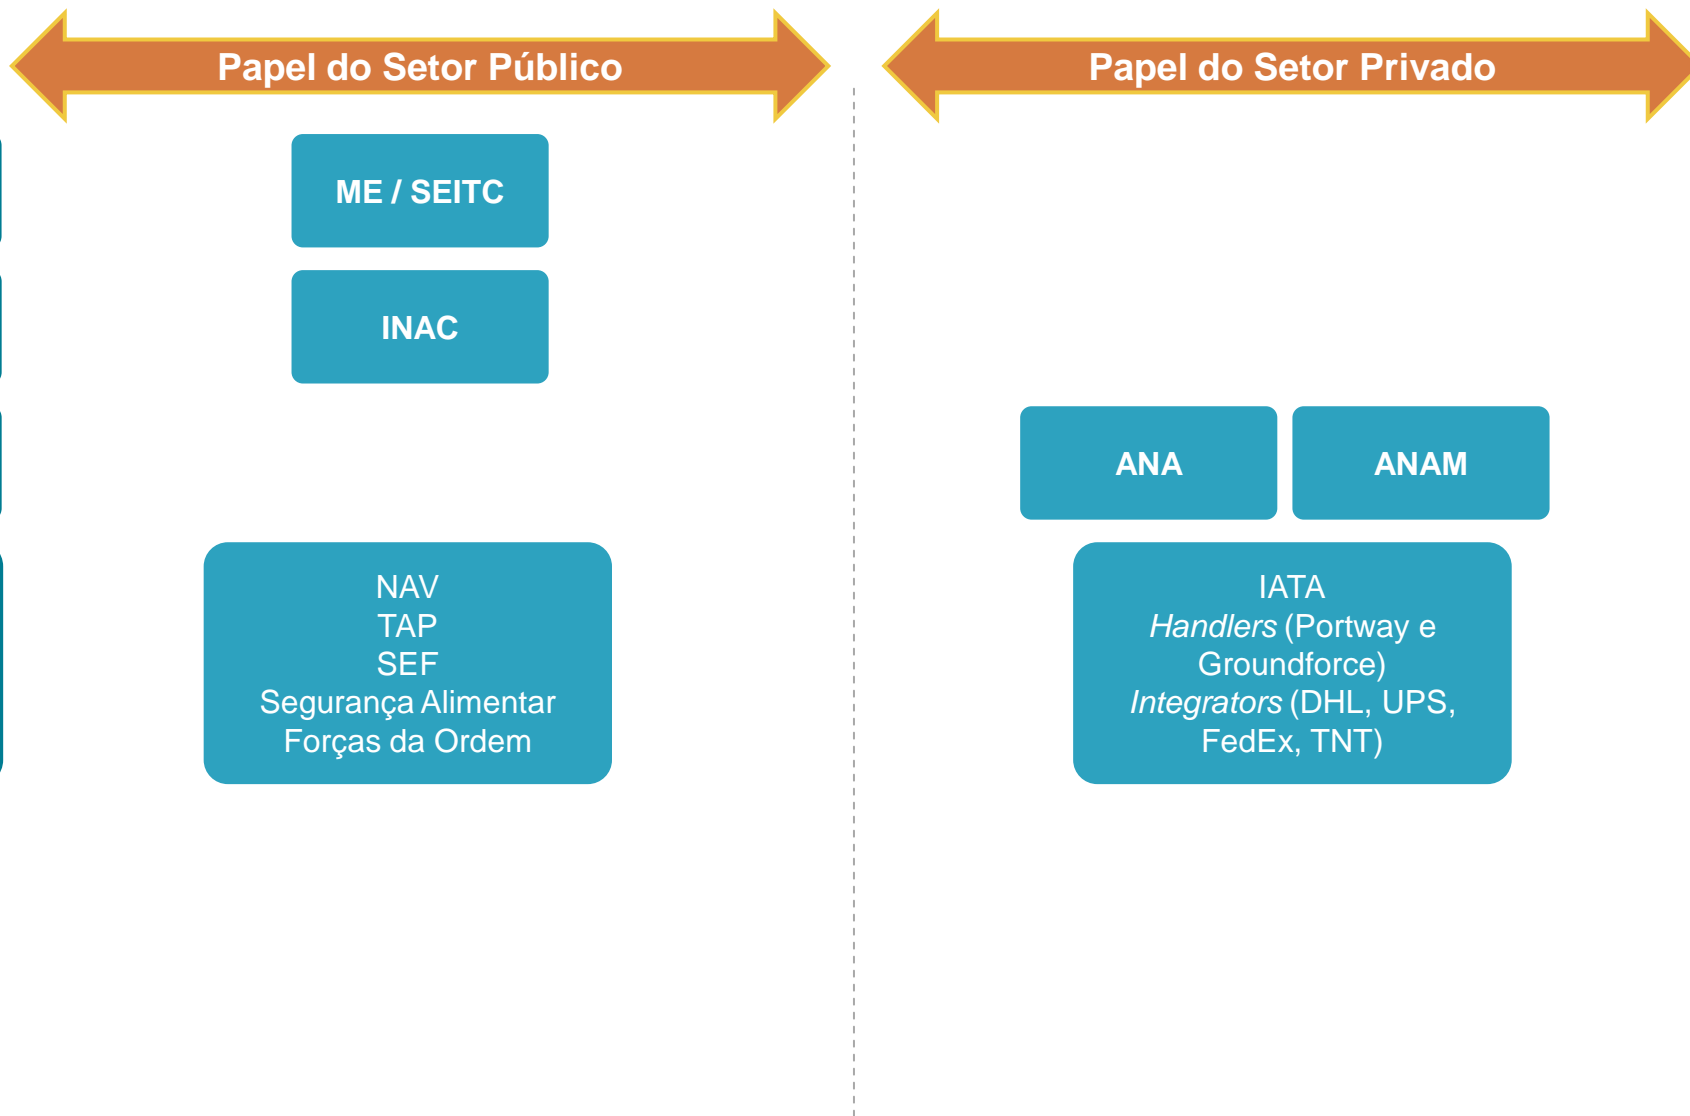 Papel do Setor Público
Papel do Setor Privado
ME / SEITC
INAC
ANA
ANAM
NAV
TAP
SEF
Segurança Alimentar
Forças da Ordem
IATA
Handlers (Portway e
Groundforce)
Integrators (DHL, UPS,
FedEx, TNT)